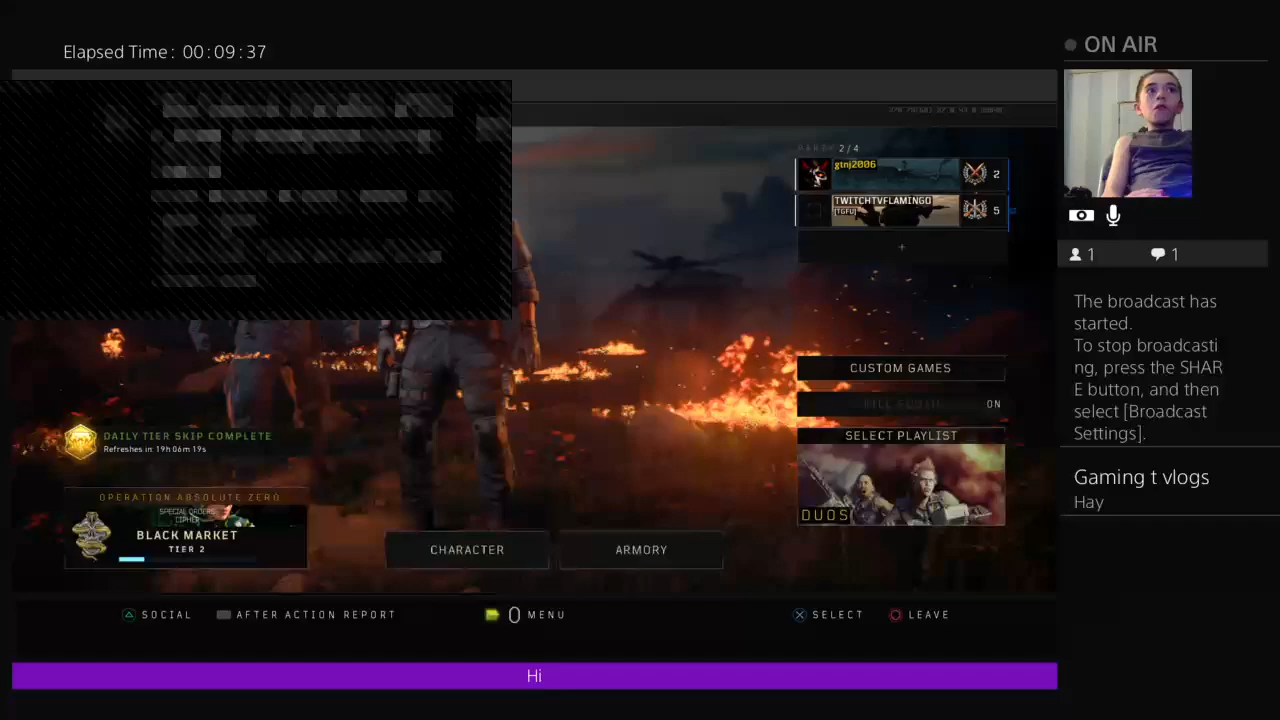 Elapsed Time: 00:09:37
ON AIR
PARTY 2/4
gtnj2006
2
TWITCHTVFLAMINGO
[TGFU]
5
1
1
The broadcast has
started.
To stop broadcasti
ng, press the SHAR
E button, and then
select [Broadcast
Settings].
CUSTOM GAMES
ON
SELECT PLAYLIST
DUOS
DAILY TIER SKIP COMPLETE
Refreshes in: 19h 06m 19s
OPERATION ABSOLUTE ZERO
SPECIAL ORDERS
CIPHER
BLACK MARKET
TIER 2
CHARACTER
ARMORY
Gaming t vlogs
Hay
SOCIAL
AFTER ACTION REPORT
0 MENU
SELECT
LEAVE
Hi